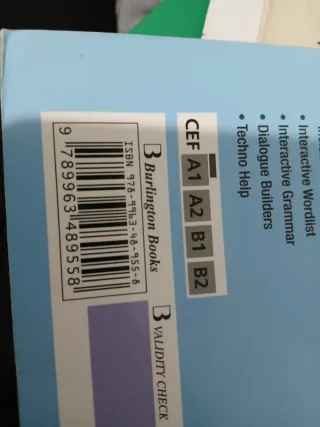 • Interactive Wordlist
• Interactive Grammar
• Dialogue Builders
• Techno Help
CEF A1 A2 B1 B2
B Burlington Books
ISBN 978-9963-48-955-8
9 789963 489558
B VALIDITY CHECK